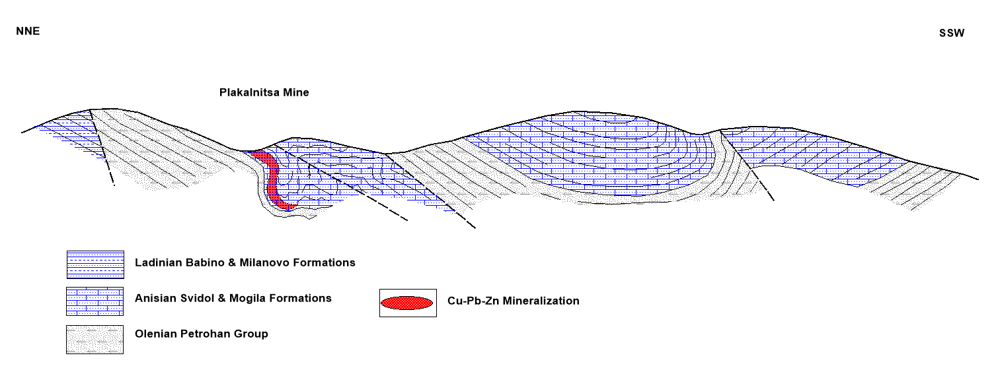 NNE
SSW
Plakalnitsa Mine
Ladinian Babino & Milanovo Formations
Anisian Svidol & Mogila Formations
Cu-Pb-Zn Mineralization
Olenian Petrohan Group